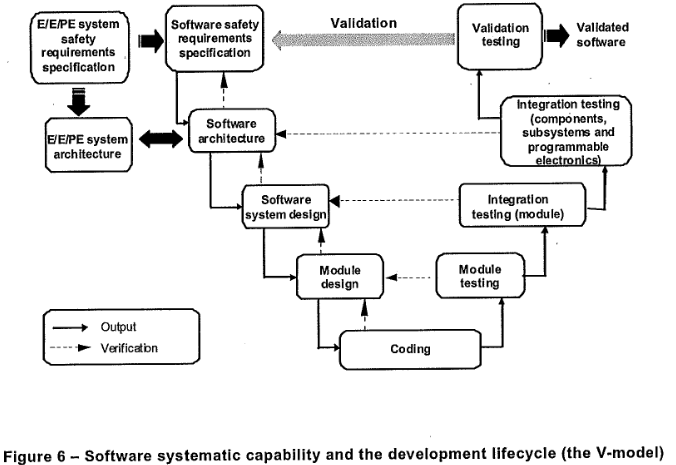 E/E/PE system
safety
requirements
specification
Software safety
requirements
specification
Validation
Validation
testing
Validated
software
E/E/PE system
architecture
Software
architecture
Integration testing
(components,
subsystems and
programmable
electronics)
Software
system design
Integration
testing (module)
Module
design
Module
testing
Output
Verification
Coding
Figure 6 – Software systematic capability and the development lifecycle (the V-model)